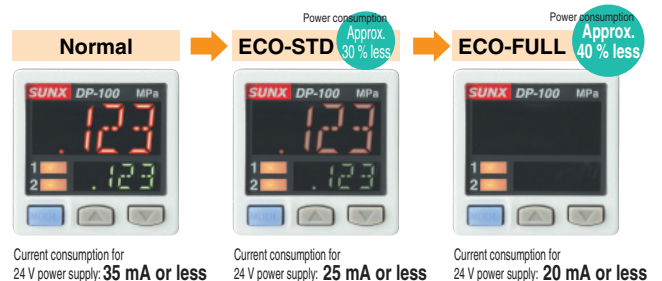 Normal
Power consumption
Approx.
30 % less
ECO-STD
Power consumption
Approx.
40 % less
ECO-FULL
SUNX DP-100 MPa
.123
1
2
.123
MODE
SUNX DP-100 MPa
.123
1
2
.123
MODE
SUNX DP-100 MPa
1
2
MODE
Current consumption for
24 V power supply: 35 mA or less
Current consumption for
24 V power supply: 25 mA or less
Current consumption for
24 V power supply: 20 mA or less